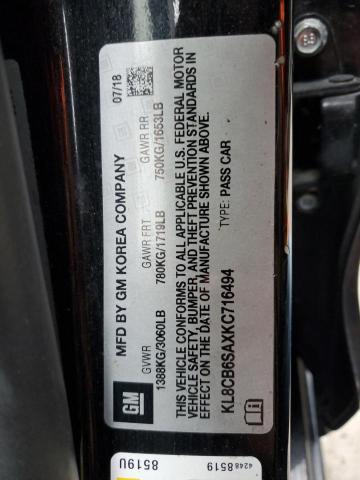 MFD BY GM KOREA COMPANY 07/18
GVWR GAWR FRT GAWR RR
1388KG/3060LB 780KG/1719LB 750KG/1653LB
THIS VEHICLE CONFORMS TO ALL APPLICABLE U.S. FEDERAL MOTOR
VEHICLE SAFETY, BUMPER, AND THEFT PREVENTION STANDARDS IN
EFFECT ON THE DATE OF MANUFACTURE SHOWN ABOVE.
KL8CB6SAXKC716494 TYPE: PASS CAR
GM
8519U
4248 8519